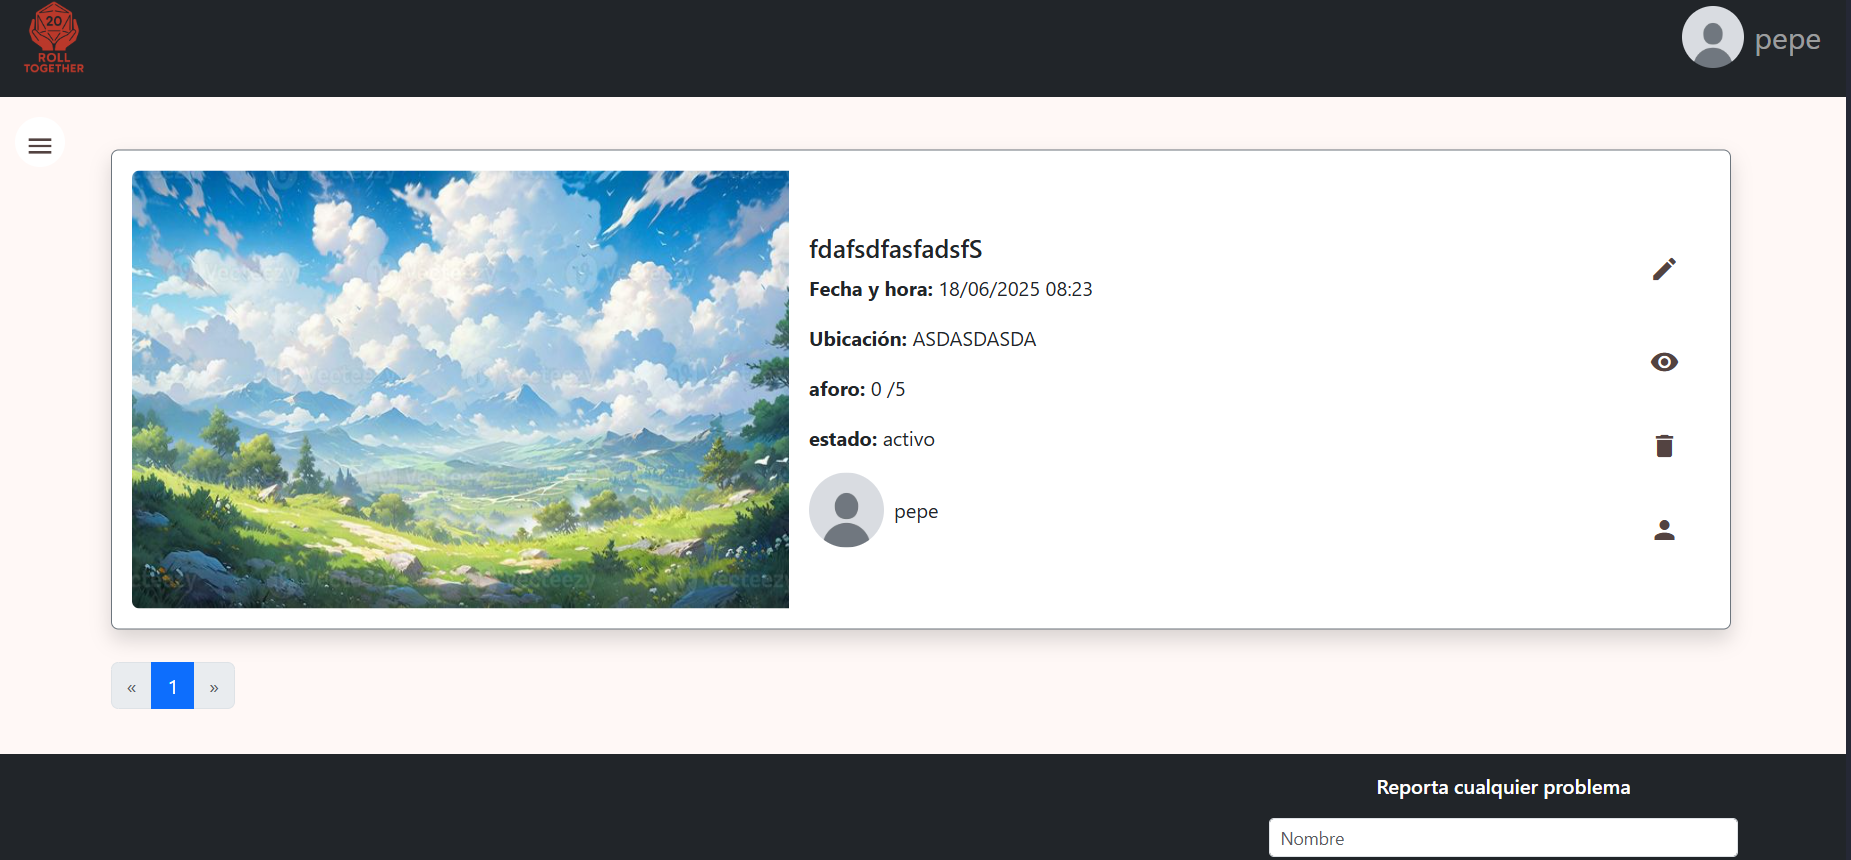 20
ROLL
TOGETHER
pepe
fdafsdfasfadsfS
Fecha y hora: 18/06/2025 08:23
Ubicación: ASDASDASDA
aforo: 0 /5
estado: activo
pepe
Vecteezy
« 1 »
Reporta cualquier problema
Nombre